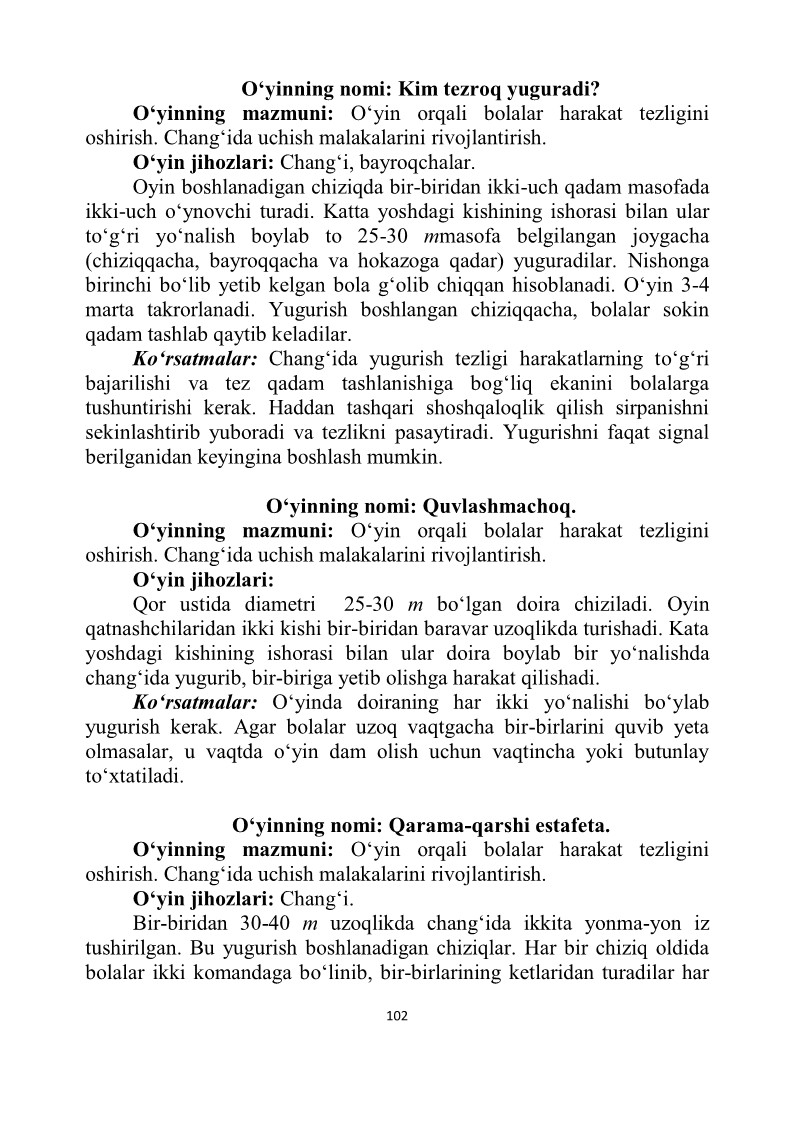 O‘yinning nomi: Kim tezroq yuguradi?
O‘yinning mazmuni: O‘yin orqali bolalar harakat tezligini
oshirish. Chang‘ida uchish malakalarini rivojlantirish.
O‘yin jihozlari: Chang‘i, bayroqchalar.
Oyin boshlanadigan chiziqda bir-biridan ikki-uch qadam masofada
ikki-uch o‘ynovchi turadi. Katta yoshdagi kishining ishorasi bilan ular
to‘g‘ri yo‘nalish boylab to 25-30 mmasofa belgilangan joygacha
(chiziqqacha, bayroqqacha va hokazoga qadar) yuguradilar. Nishonga
birinchi bo‘lib yetib kelgan bola g‘olib chiqqan hisoblanadi. O‘yin 3-4
marta takrorlanadi. Yugurish boshlangan chiziqqacha, bolalar sokin
qadam tashlab qaytib keladilar.
Ko‘rsatmalar: Chang‘ida yugurish tezligi harakatlarning to‘g‘ri
bajarilishi va tez qadam tashlanishiga bog‘liq ekanini bolalarga
tushuntirishi kerak. Haddan tashqari shoshqaloqlik qilish sirpanishni
sekinlashtirib yuboradi va tezlikni pasaytiradi. Yugurishni faqat signal
berilganidan keyingina boshlash mumkin.
O‘yinning nomi: Quvlashmachoq.
O‘yinning mazmuni: O‘yin orqali bolalar harakat tezligini
oshirish. Chang‘ida uchish malakalarini rivojlantirish.
O‘yin jihozlari:
Qor ustida diametri 25-30 m bo‘lgan doira chiziladi. Oyin
qatnashchilaridan ikki kishi bir-biridan baravar uzoqlikda turishadi. Kata
yoshdagi kishining ishorasi bilan ular doira boylab bir yo‘nalishda
chang‘ida yugurib, bir-biriga yetib olishga harakat qilishadi.
Ko‘rsatmalar: O‘yinda doiraning har ikki yo‘nalishi bo‘ylab
yugurish kerak. Agar bolalar uzoq vaqtgacha bir-birlarini quvib yeta
olmasalar, u vaqtda o‘yin dam olish uchun vaqtincha yoki butunlay
to‘xtatiladi.
O‘yinning nomi: Qarama-qarshi estafeta.
O‘yinning mazmuni: O‘yin orqali bolalar harakat tezligini
oshirish. Chang‘ida uchish malakalarini rivojlantirish.
O‘yin jihozlari: Chang‘i.
Bir-biridan 30-40 m uzoqlikda chang‘ida ikkita yonma-yon iz
tushirilgan. Bu yugurish boshlanadigan chiziqlar. Har bir chiziq oldida
bolalar ikki komandaga bo‘linib, bir-birlarining ketlaridan turadilar har
102